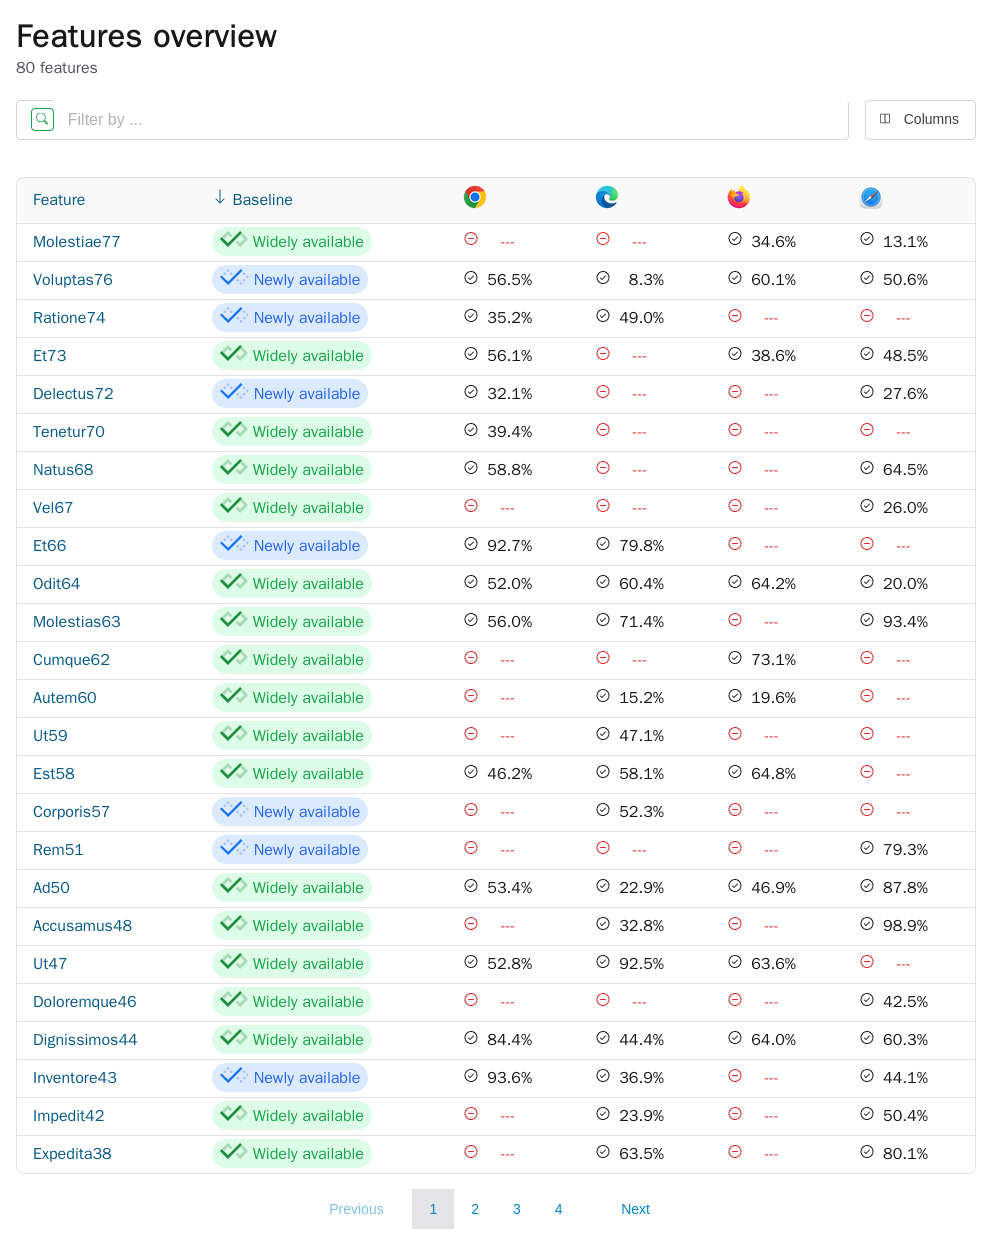 Features overview
80 features
Filter by ...
Columns
Feature Baseline
Molestiae77 Widely available --- --- 34.6% 13.1%
Voluptas76 Newly available 56.5% 8.3% 60.1% 50.6%
Ratione74 Newly available 35.2% 49.0% --- ---
Et73 Widely available 56.1% --- 38.6% 48.5%
Delectus72 Newly available 32.1% --- --- 27.6%
Tenetur70 Widely available 39.4% --- --- ---
Natus68 Widely available 58.8% --- --- 64.5%
Vel67 Widely available --- --- --- 26.0%
Et66 Newly available 92.7% 79.8% --- ---
Odit64 Widely available 52.0% 60.4% 64.2% 20.0%
Molestias63 Widely available 56.0% 71.4% --- 93.4%
Cumque62 Widely available --- --- 73.1% ---
Autem60 Widely available --- 15.2% 19.6% ---
Ut59 Widely available --- 47.1% --- ---
Est58 Widely available 46.2% 58.1% 64.8% ---
Corporis57 Newly available --- 52.3% --- ---
Rem51 Newly available --- --- --- 79.3%
Ad50 Widely available 53.4% 22.9% 46.9% 87.8%
Accusamus48 Widely available --- 32.8% --- 98.9%
Ut47 Widely available 52.8% 92.5% 63.6% ---
Doloremque46 Widely available --- --- --- 42.5%
Dignissimos44 Widely available 84.4% 44.4% 64.0% 60.3%
Inventore43 Newly available 93.6% 36.9% --- 44.1%
Impedit42 Widely available --- 23.9% --- 50.4%
Expedita38 Widely available --- 63.5% --- 80.1%
Previous 1 2 3 4 Next